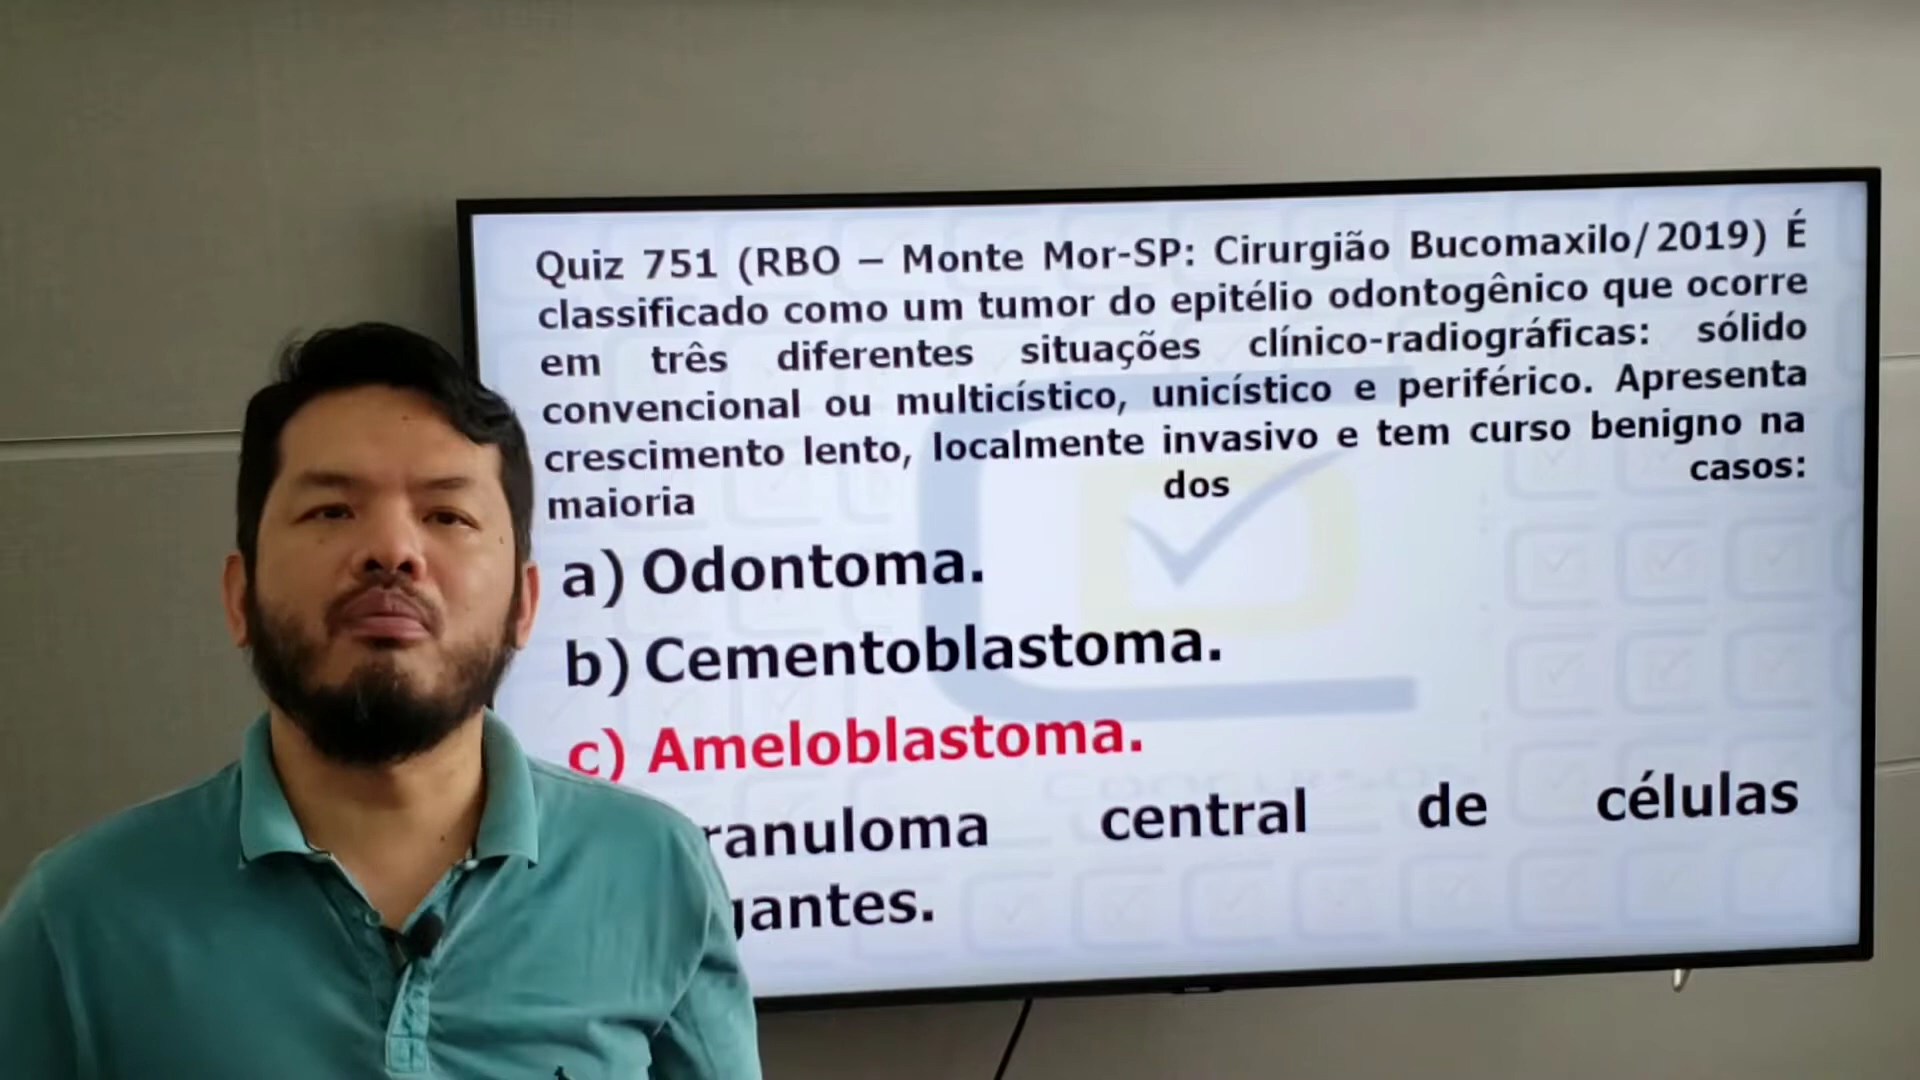 Quiz 751 (RBO – Monte Mor-SP: Cirurgião Bucomaxilo/2019) É
classificado como um tumor do epitélio odontogênico que ocorre
em três diferentes situações clínico-radiográficas: sólido
convencional ou multicístico, unicístico e periférico. Apresenta
crescimento lento, localmente invasivo e tem curso benigno na
maioria dos casos:
a) Odontoma.
b) Cementoblastoma.
c) Ameloblastoma.
ranuloma central de células
gantes.